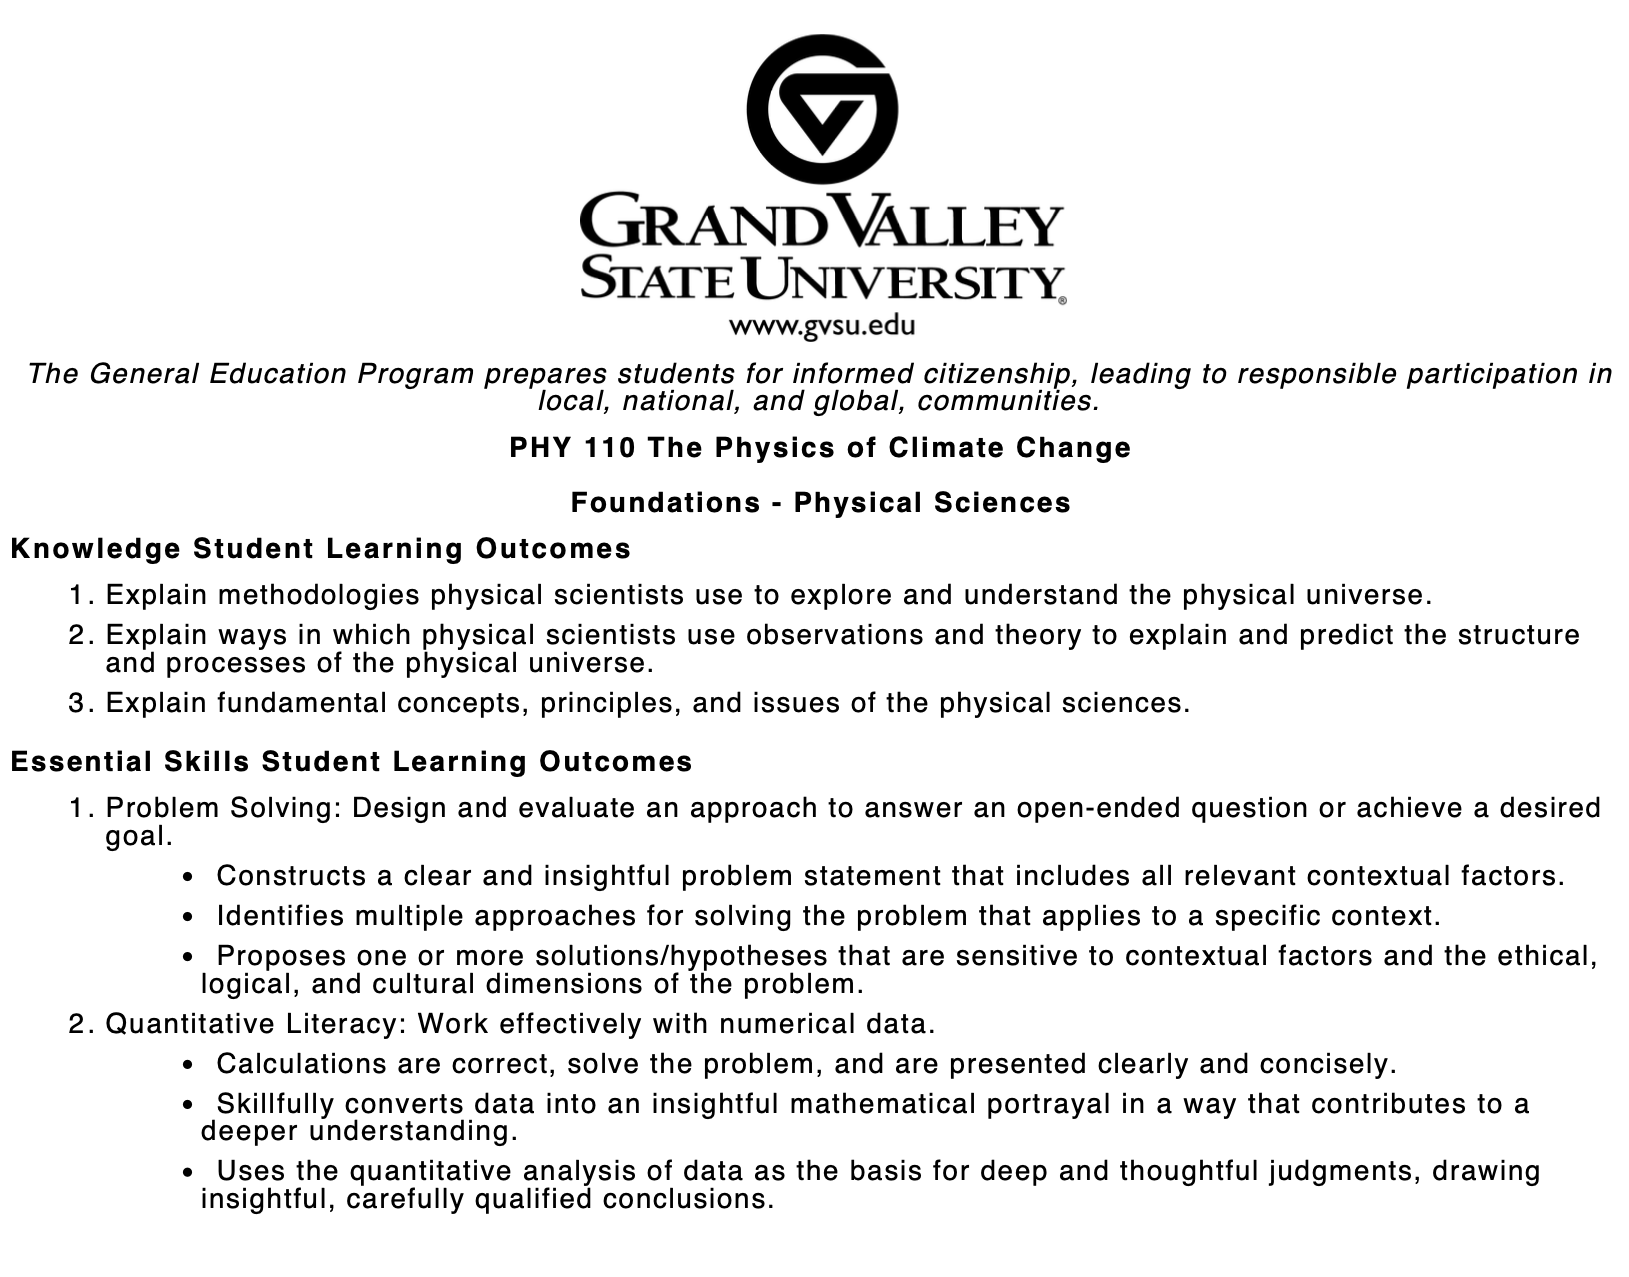 GRAND VALLEY
STATE UNIVERSITY®
www.gvsu.edu
The General Education Program prepares students for informed citizenship, leading to responsible participation in
local, national, and global, communities.
PHY 110 The Physics of Climate Change
Foundations - Physical Sciences
Knowledge Student Learning Outcomes
1. Explain methodologies physical scientists use to explore and understand the physical universe.
2. Explain ways in which physical scientists use observations and theory to explain and predict the structure
and processes of the physical universe.
3. Explain fundamental concepts, principles, and issues of the physical sciences.
Essential Skills Student Learning Outcomes
1. Problem Solving: Design and evaluate an approach to answer an open-ended question or achieve a desired
goal.
• Constructs a clear and insightful problem statement that includes all relevant contextual factors.
• Identifies multiple approaches for solving the problem that applies to a specific context.
• Proposes one or more solutions/hypotheses that are sensitive to contextual factors and the ethical,
logical, and cultural dimensions of the problem.
2. Quantitative Literacy: Work effectively with numerical data.
• Calculations are correct, solve the problem, and are presented clearly and concisely.
• Skillfully converts data into an insightful mathematical portrayal in a way that contributes to a
deeper understanding.
• Uses the quantitative analysis of data as the basis for deep and thoughtful judgments, drawing
insightful, carefully qualified conclusions.